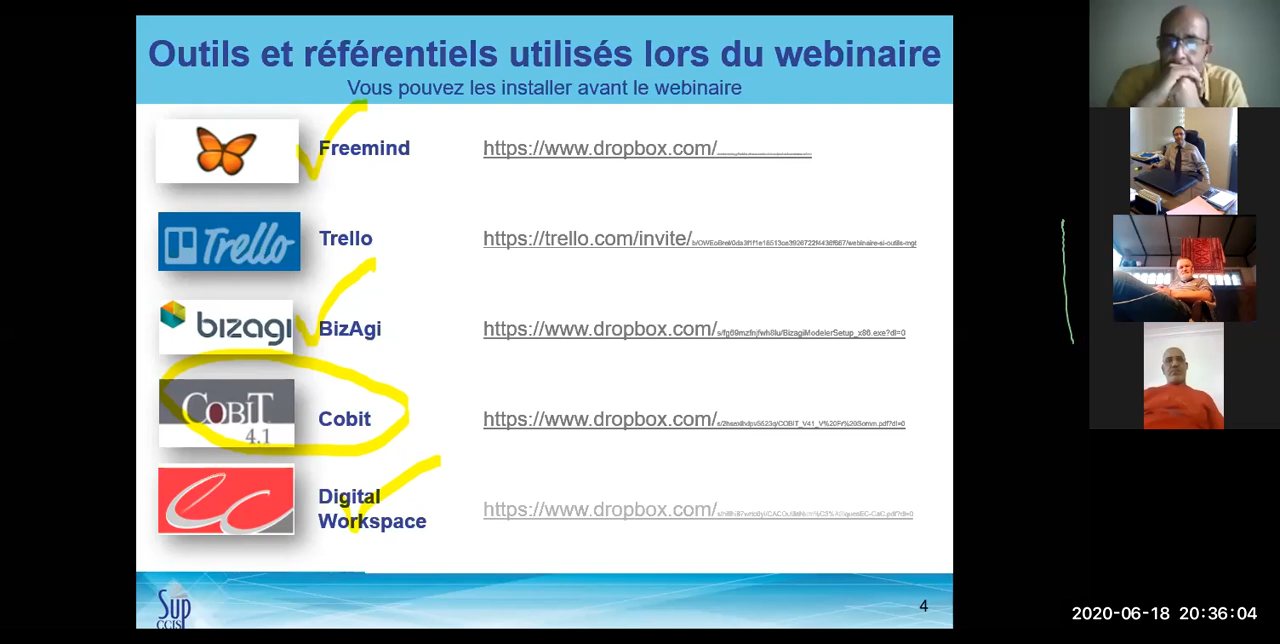 Outils et référentiels utilisés lors du webinaire
Vous pouvez les installer avant le webinaire
Freemind
https://www.dropbox.com/
Trello
Trello
https://trello.com/invite/
bizagi
BizAgi
https://www.dropbox.com/
COBIT
4.1
Cobit
https://www.dropbox.com/
ec
Digital
Workspace
https://www.dropbox.com/
Sup
CCIS
4
2020-06-18 20:36:04